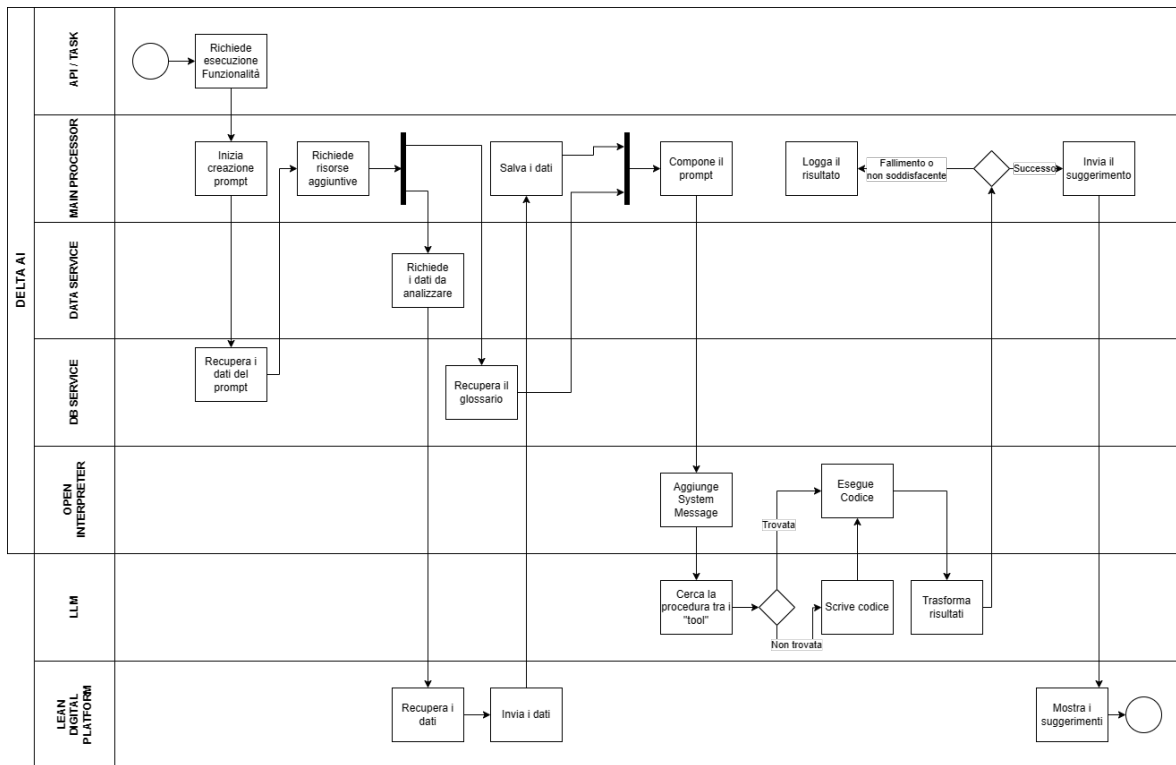 DELTA AI
API / TASK
Richiede
esecuzione
Funzionalità
MAIN PROCESSOR
Inizia
creazione
prompt
Richiede
risorse
aggiuntive
Salva i dati
Compone il
prompt
Logga il
risultato
Fallimento o
non soddisfacente
Successo
Invia il
suggerimento
DATA SERVICE
Richiede
i dati da
analizzare
DB SERVICE
Recupera i
dati del
prompt
Recupera il
glossario
OPEN
INTERPRETER
Aggiunge
System
Message
Trovata
Esegue
Codice
LLM
Cerca la
procedura tra i
"tool"
Non trovata
Scrive codice
Trasforma
risultati
LEAN
DIGITAL
PLATFORM
Recupera i
dati
Invia i dati
Mostra i
suggerimenti